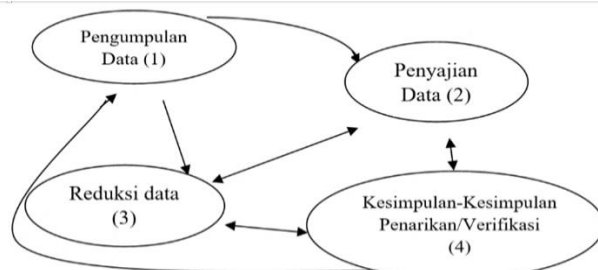 Pengumpulan
Data (1)
Penyajian
Data (2)
Reduksi data
(3)
Kesimpulan-Kesimpulan
Penarikan/Verifikasi
(4)